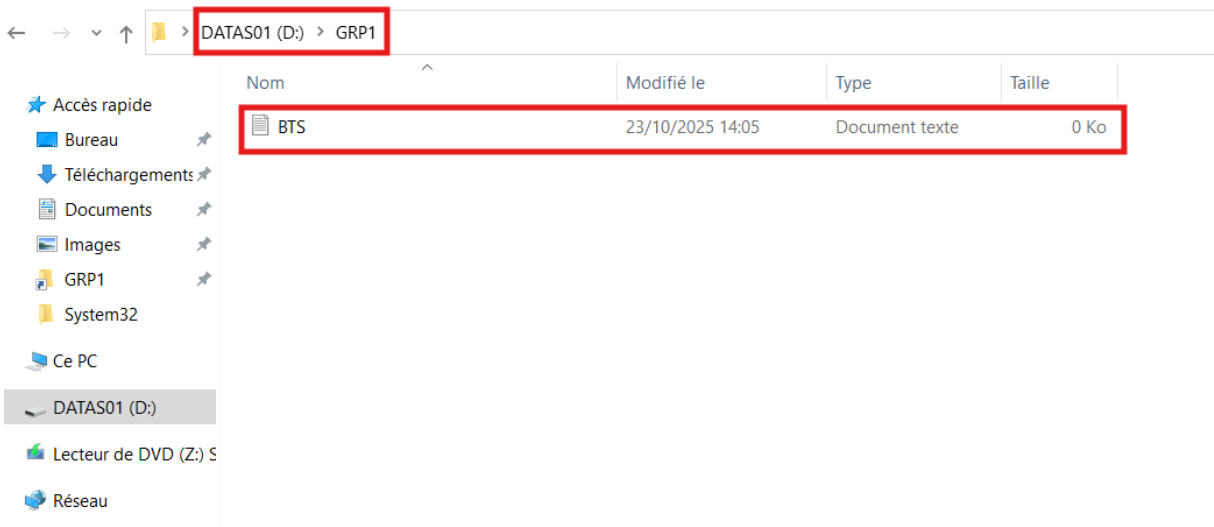 DATAS01 (D:) > GRP1
Nom Modifié le Type Taille
Accès rapide
BTS 23/10/2025 14:05 Document texte 0 Ko
Bureau
Téléchargements
Documents
Images
GRP1
System32
Ce PC
DATAS01 (D:)
Lecteur de DVD (Z:) S
Réseau